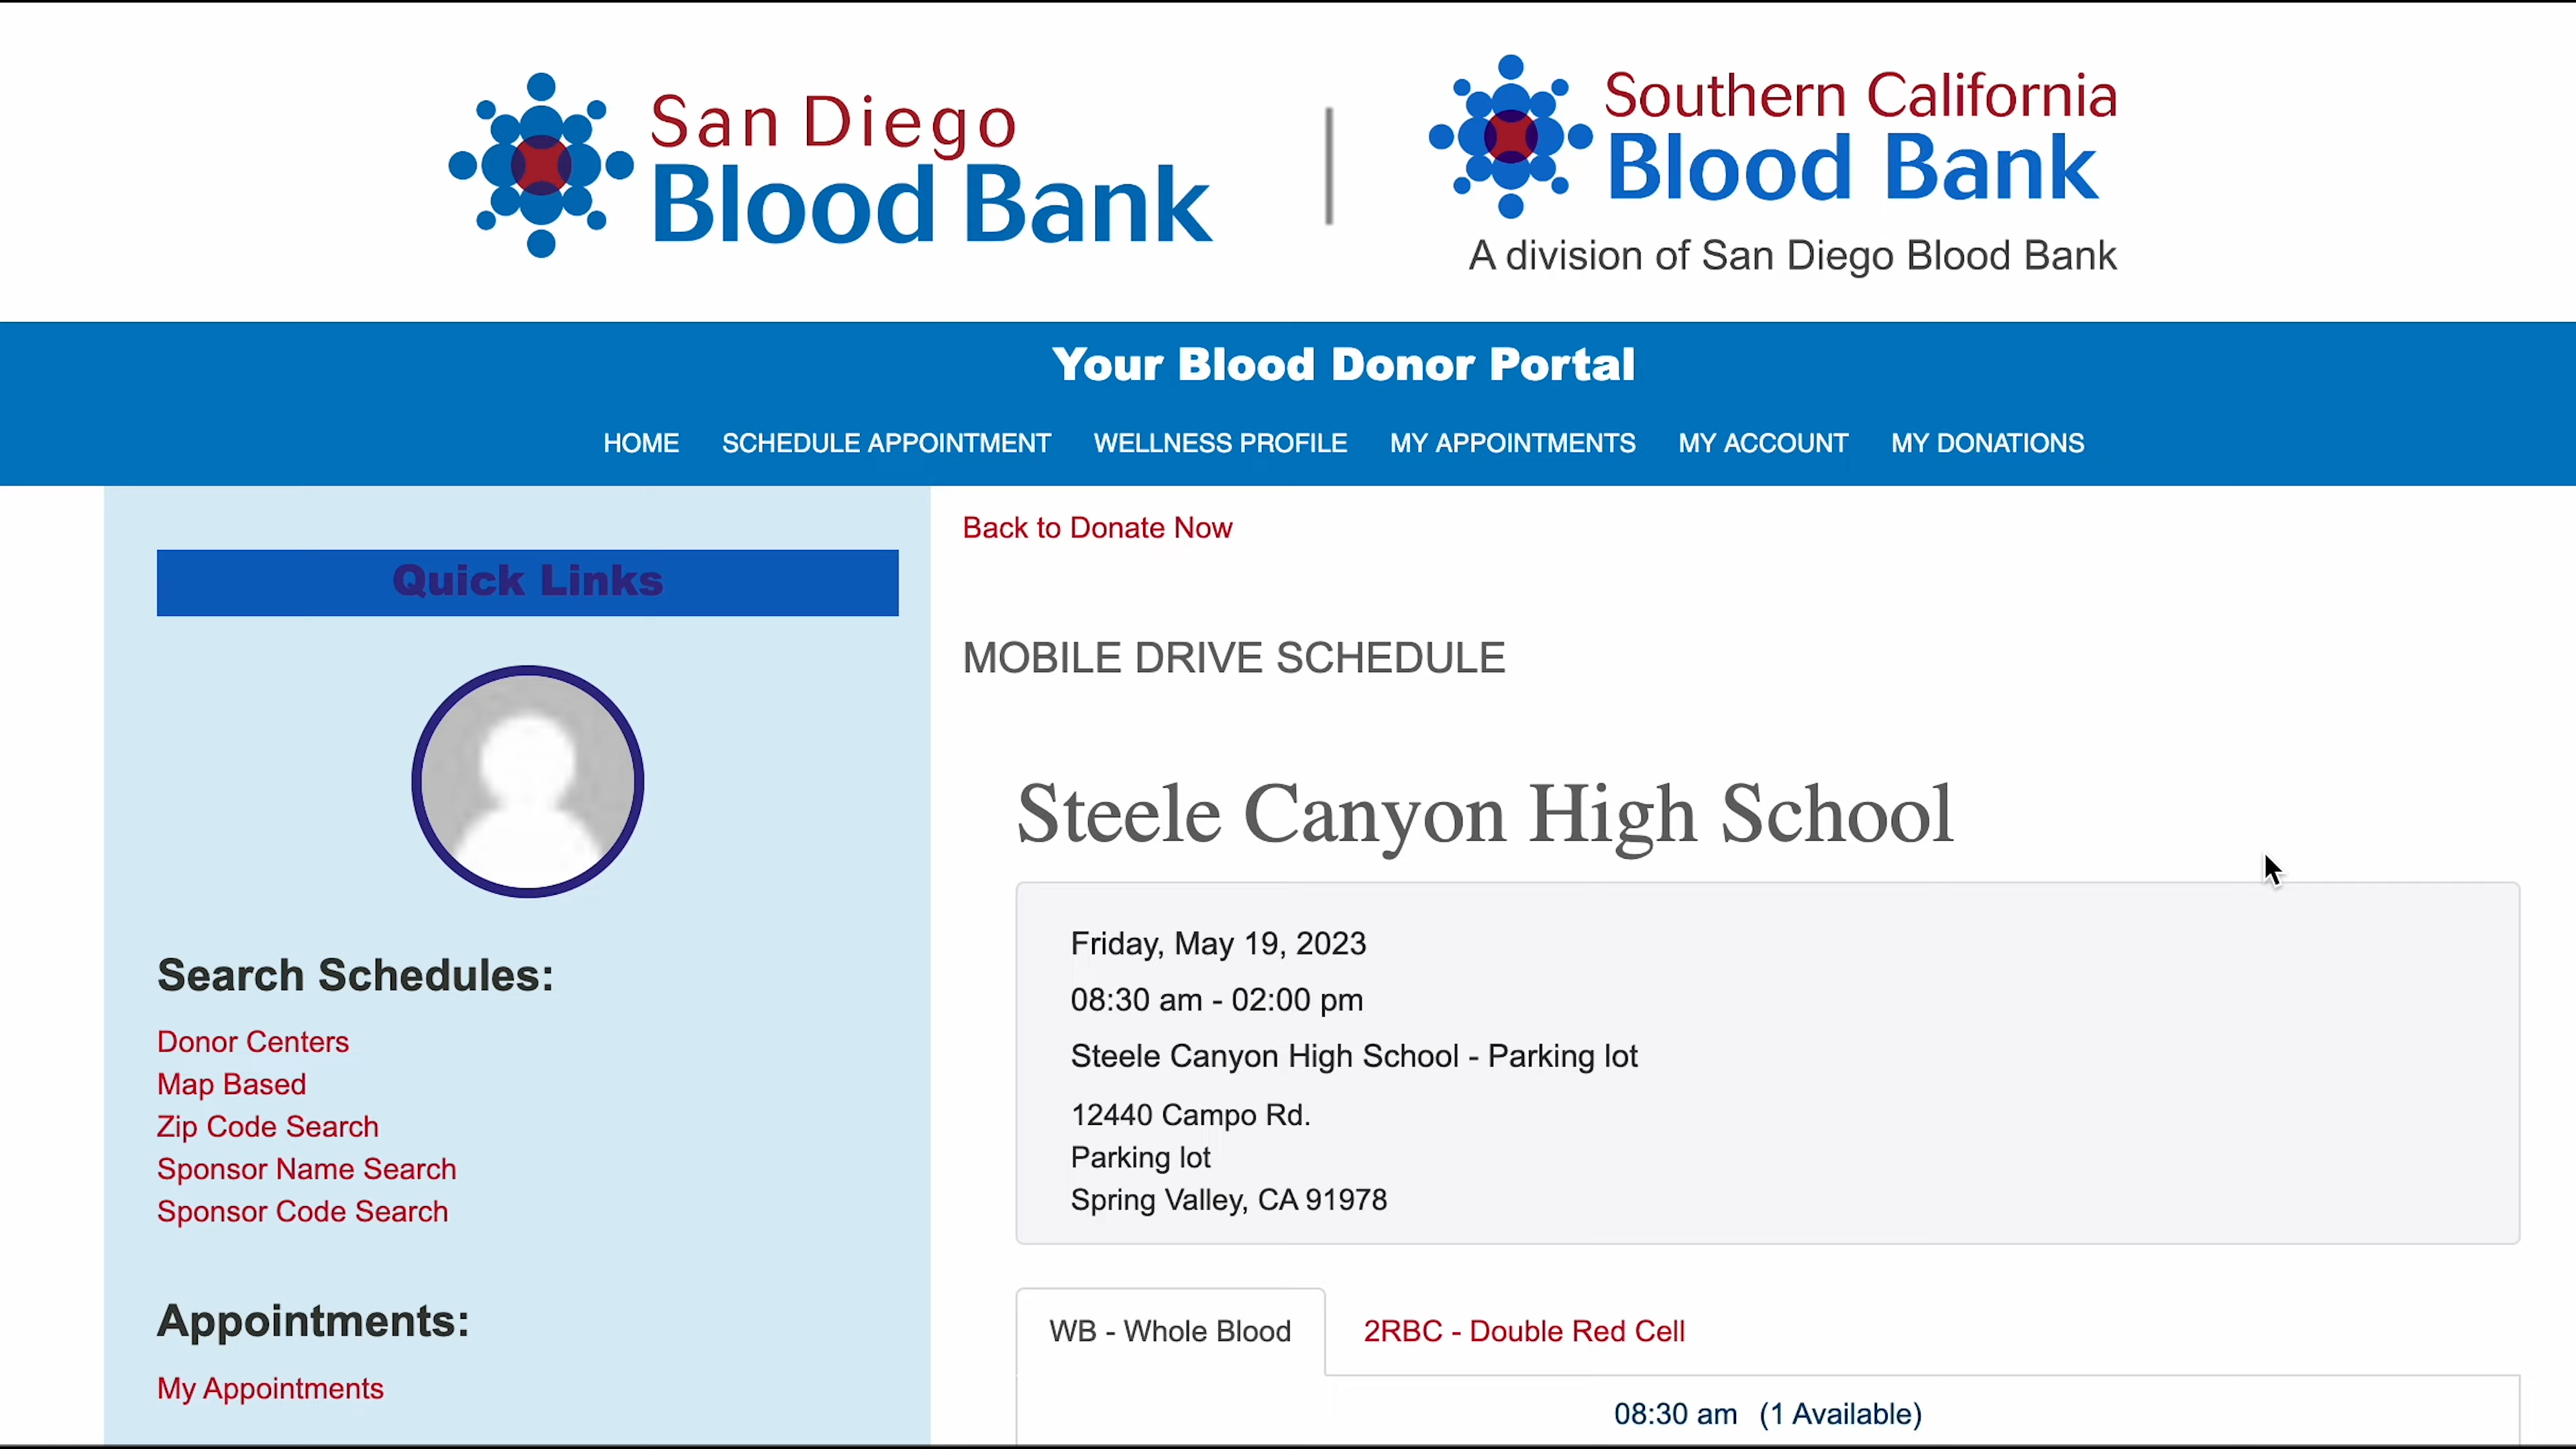 San Diego
Blood Bank
Southern California
Blood Bank
A division of San Diego Blood Bank
Your Blood Donor Portal
HOME SCHEDULE APPOINTMENT WELLNESS PROFILE MY APPOINTMENTS MY ACCOUNT MY DONATIONS
Quick Links
Search Schedules:
Donor Centers
Map Based
Zip Code Search
Sponsor Name Search
Sponsor Code Search
Appointments:
My Appointments
Back to Donate Now
MOBILE DRIVE SCHEDULE
Steele Canyon High School
Friday, May 19, 2023
08:30 am - 02:00 pm
Steele Canyon High School - Parking lot
12440 Campo Rd.
Parking lot
Spring Valley, CA 91978
WB - Whole Blood 2RBC - Double Red Cell
08:30 am (1 Available)